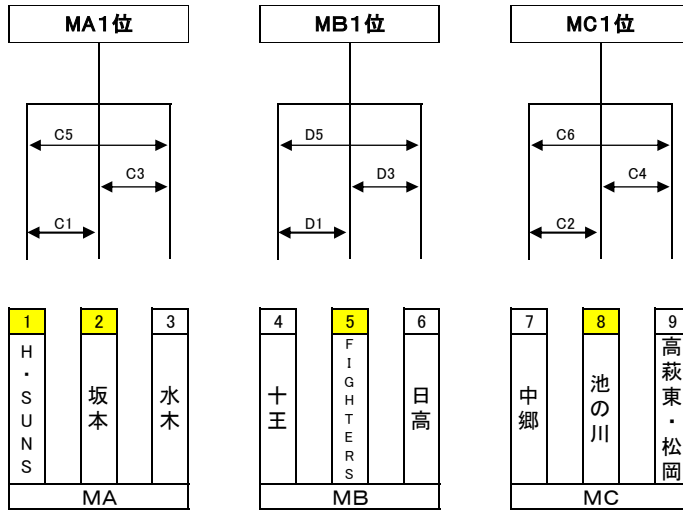 MA1位 MB1位 MC1位
C5 D5 C6
C3 D3 C4
C1 D1 C2
1 2 3 4 5 6 7 8 9
H・SUNS 坂本 水木 十王 FIGHTERS 日高 中郷 池の川 高萩東・松岡
MA MB MC